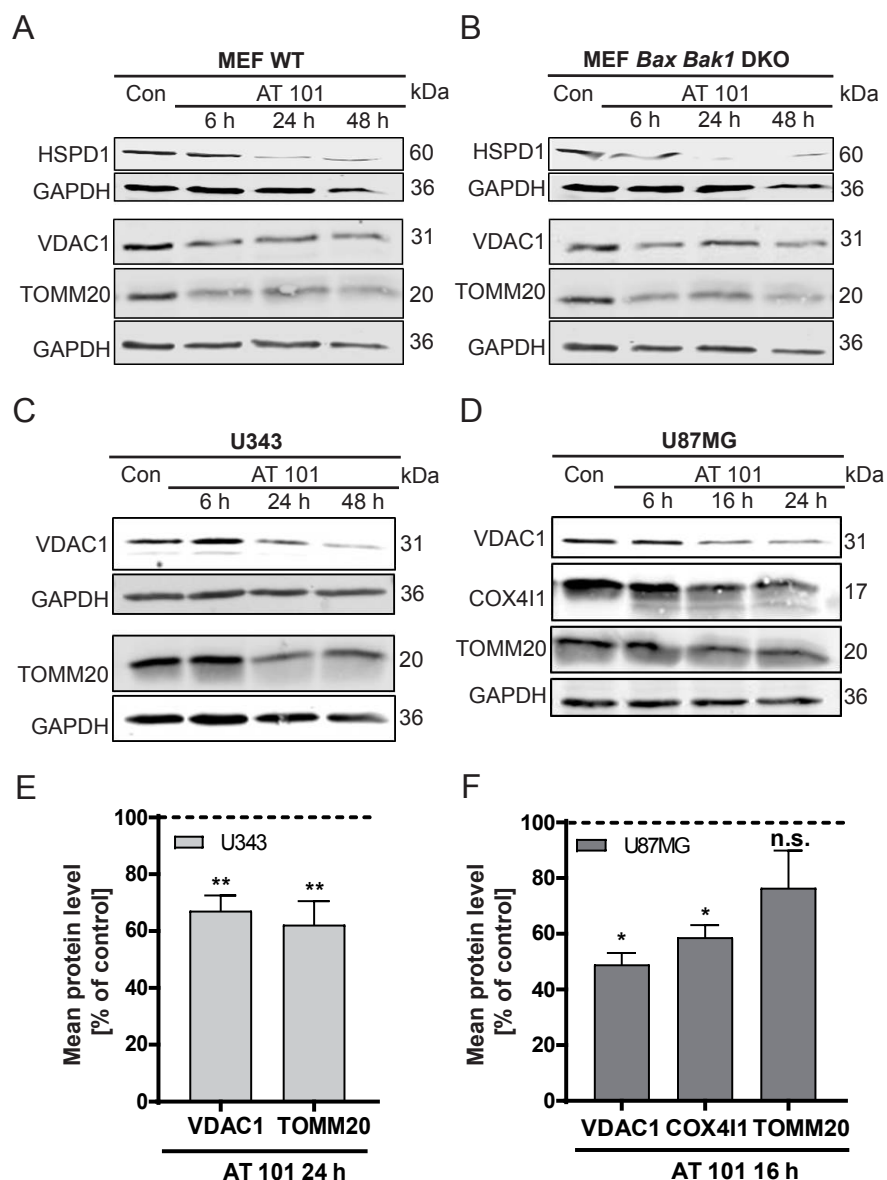 A
MEF WT
Con AT 101 kDa
6 h 24 h 48 h
HSPD1 60
GAPDH 36
VDAC1 31
TOMM20 20
GAPDH 36
B
MEF Bax Bak1 DKO
Con AT 101 kDa
6 h 24 h 48 h
HSPD1 60
GAPDH 36
VDAC1 31
TOMM20 20
GAPDH 36
C
U343
Con AT 101 kDa
6 h 24 h 48 h
VDAC1 31
GAPDH 36
TOMM20 20
GAPDH 36
D
U87MG
Con AT 101 kDa
6 h 16 h 24 h
VDAC1 31
COX4I1 17
TOMM20 20
GAPDH 36
E
Mean protein level
[% of control]
100
80
60
40
20
0
U343
** **
VDAC1 TOMM20
AT 101 24 h
F
Mean protein level
[% of control]
100
80
60
40
20
0
U87MG
* * n.s.
VDAC1 COX4I1 TOMM20
AT 101 16 h